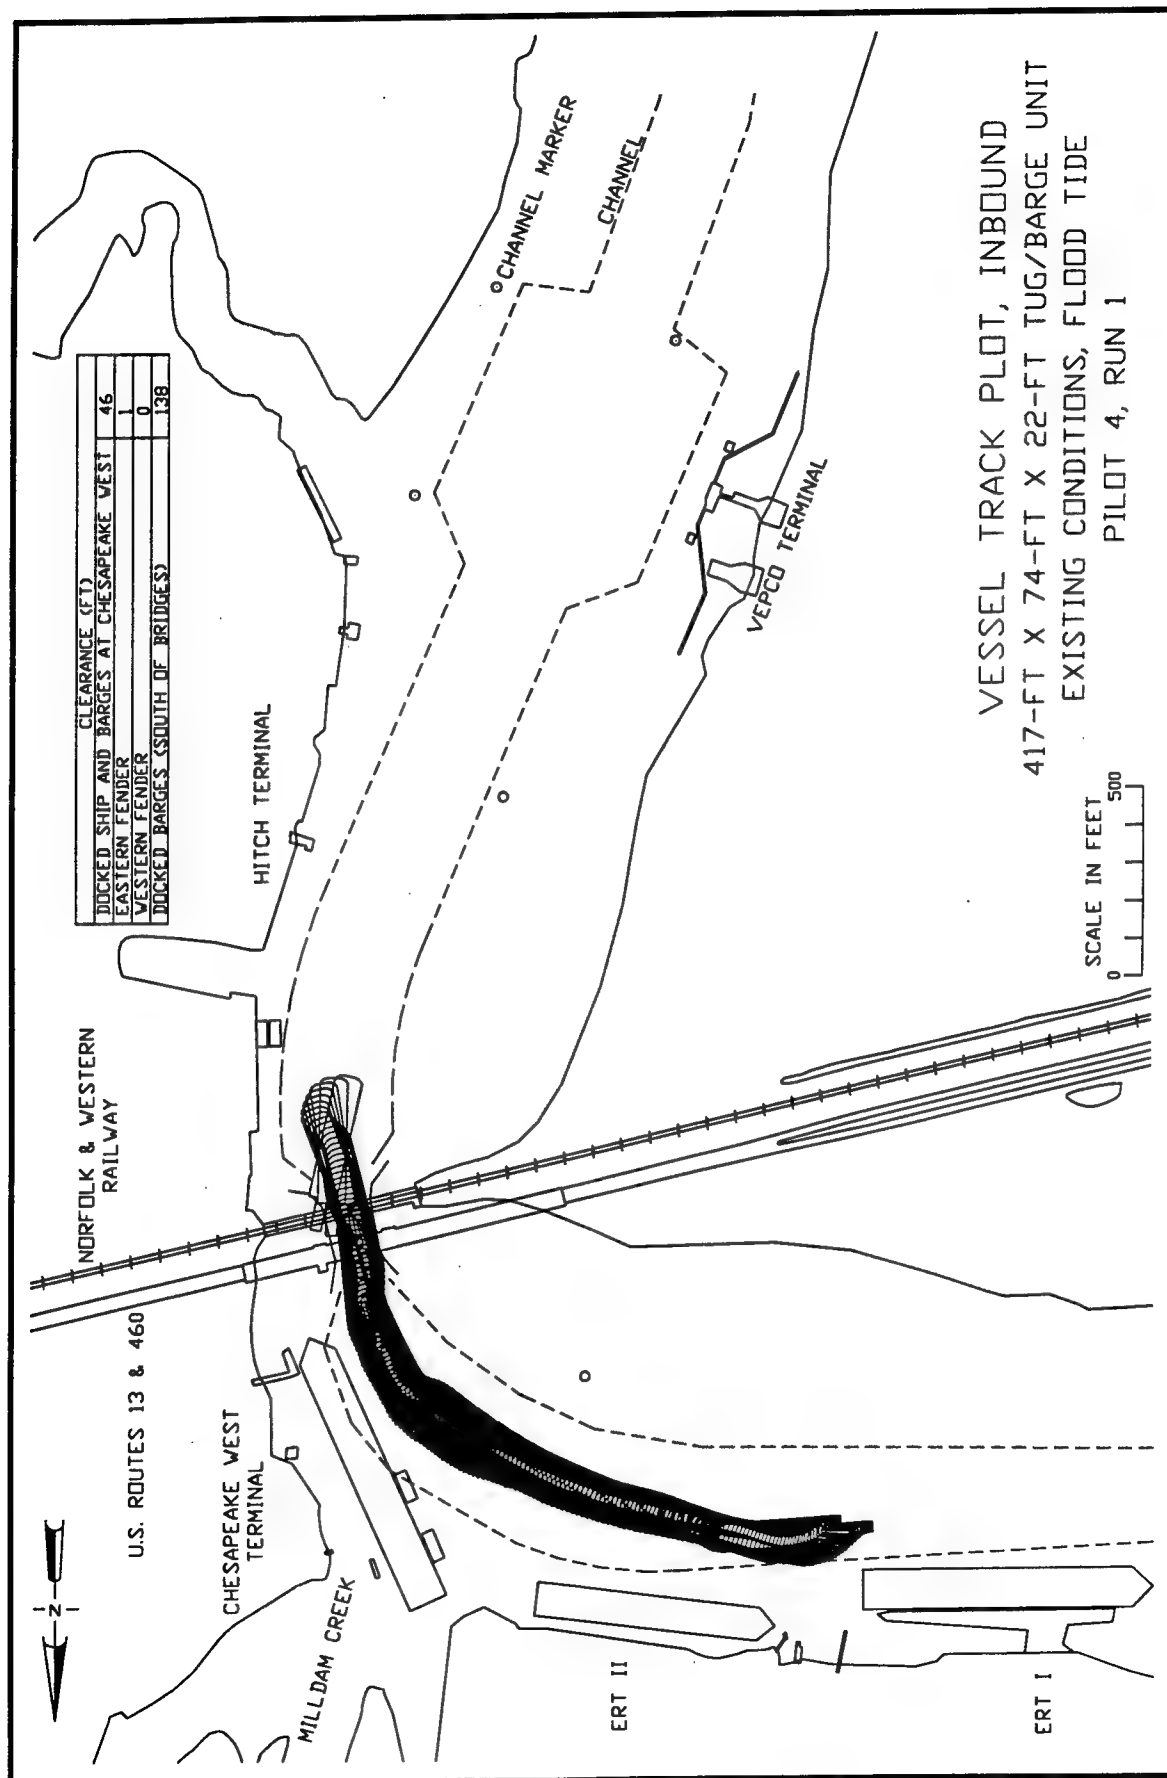 CLEARANCE (FT)
DOCKED SHIP AND BARGES AT CHESAPEAKE WEST 46
EASTERN FENDER 1
WESTERN FENDER 0
DOCKED BARGES (SOUTH OF BRIDGES) 138
N
U.S. ROUTES 13 & 460
NORFOLK & WESTERN
RAILWAY
CHESAPEAKE WEST
TERMINAL
HITCH TERMINAL
MILLDAM CREEK
CHANNEL MARKER
CHANNEL
VEPCO TERMINAL
ERT II
ERT I
SCALE IN FEET
0 500
VESSEL TRACK PLOT, INBOUND
417-FT X 74-FT X 22-FT TUG/BARGE UNIT
EXISTING CONDITIONS, FLOOD TIDE
PILOT 4, RUN 1